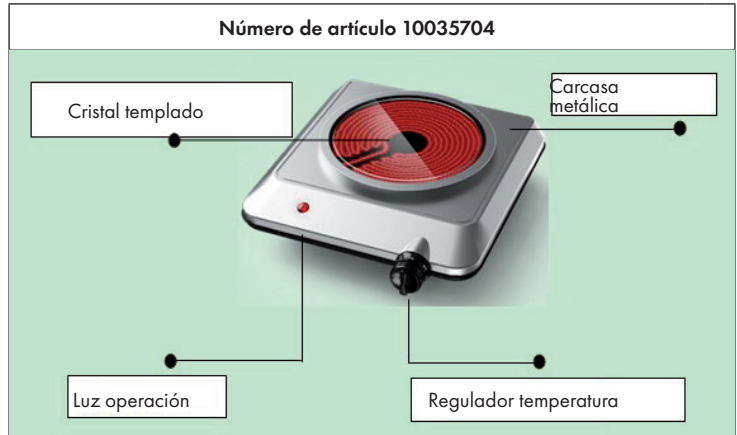 Número de artículo 10035704
Cristal templado
Carcasa
metálica
Luz operación
Regulador temperatura